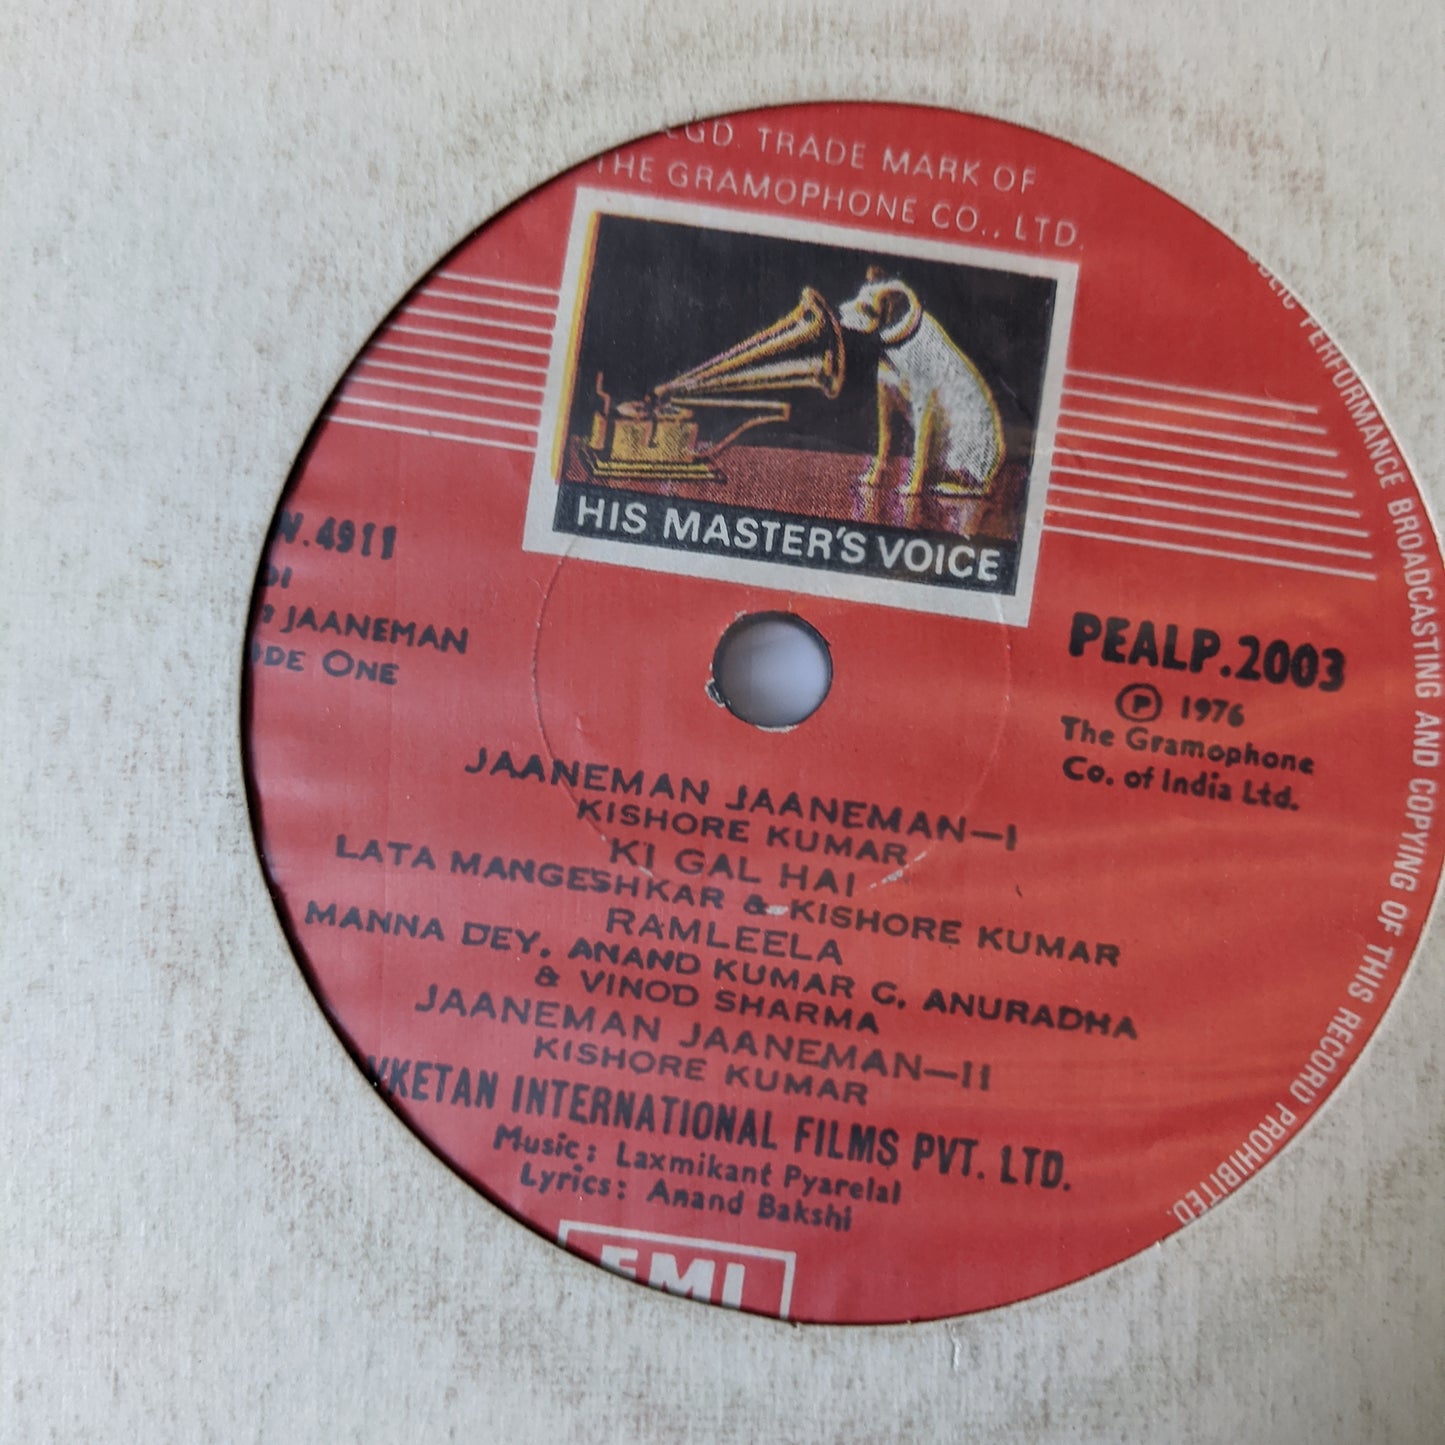 TRADE MARK OF
THE GRAMOPHONE CO., LTD.
HIS MASTER'S VOICE
PERFORMANCE BROADCASTING AND COPYING OF THIS RECORD PROHIBITED.
.4911
JAANEMAN
ONE
PEALP.2003
Ⓟ 1976
The Gramophone
Co. of India Ltd.
JAANEMAN JAANEMAN—I
KISHORE KUMAR
KI GAL HAI
LATA MANGESHKAR & KISHORE KUMAR
RAMLEELA
MANNA DEY, ANAND KUMAR C. ANURADHA
& VINOD SHARMA
JAANEMAN JAANEMAN—II
KISHORE KUMAR
VKETAN INTERNATIONAL FILMS PVT. LTD.
Music: Laxmikant Pyarelal
Lyrics: Anand Bakshi
EMI